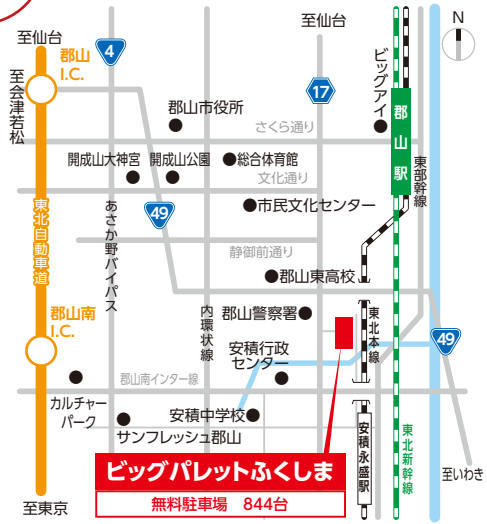 至仙台
至仙台
N
郡山
I.C.
4
17
ビッグアイ
至会津若松
郡山市役所
郡山駅
さくら通り
開成山大神宮
開成山公園
総合体育館
文化通り
東部幹線
東北自動車道
あさか野バイパス
49
市民文化センター
静御前通り
郡山東高校
郡山南
I.C.
内環状線
郡山警察署
東北本線
49
安積行政
センター
郡山南インター線
カルチャー
パーク
安積中学校
サンフレッシュ郡山
安積永盛駅
東北新幹線
ビッグパレットふくしま
至いわき
無料駐車場 844台
至東京